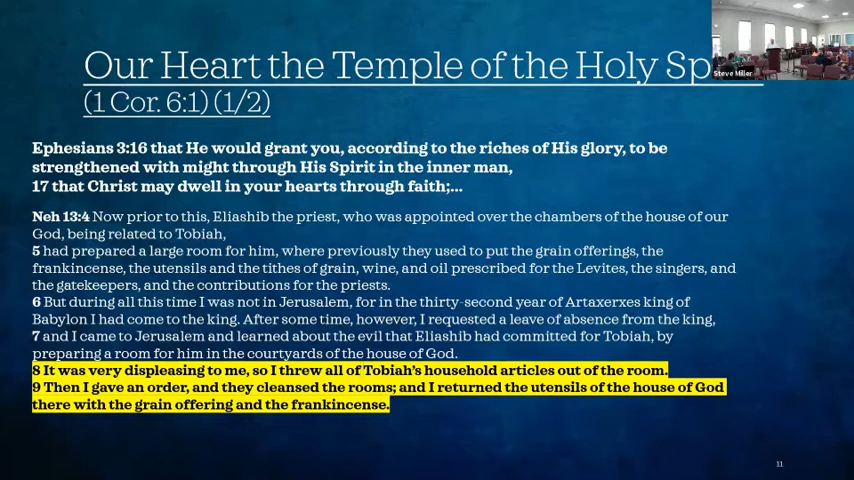 Our Heart the Temple of the Holy Sp
(1 Cor. 6:1) (1/2)
Steve Miller
Ephesians 3:16 that He would grant you, according to the riches of His glory, to be
strengthened with might through His Spirit in the inner man,
17 that Christ may dwell in your hearts through faith;...
Neh 13:4 Now prior to this, Eliashib the priest, who was appointed over the chambers of the house of our
God, being related to Tobiah,
5 had prepared a large room for him, where previously they used to put the grain offerings, the
frankincense, the utensils and the tithes of grain, wine, and oil prescribed for the Levites, the singers, and
the gatekeepers, and the contributions for the priests.
6 But during all this time I was not in Jerusalem, for in the thirty-second year of Artaxerxes king of
Babylon I had come to the king. After some time, however, I requested a leave of absence from the king,
7 and I came to Jerusalem and learned about the evil that Eliashib had committed for Tobiah, by
preparing a room for him in the courtyards of the house of God.
8 It was very displeasing to me, so I threw all of Tobiah's household articles out of the room.
9 Then I gave an order, and they cleansed the rooms; and I returned the utensils of the house of God
there with the grain offering and the frankincense.
11